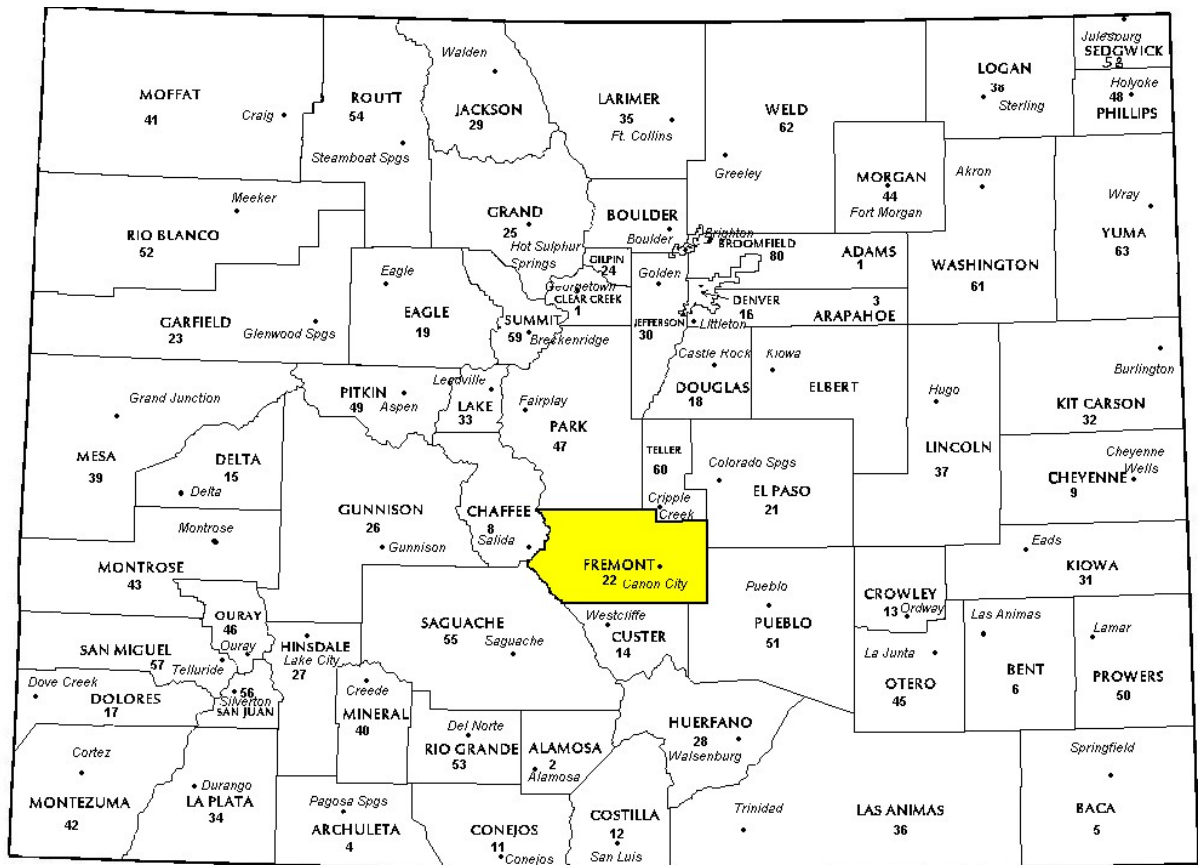 Walden
JACKSON
29
MOFFAT
41
Craig
ROUTT
54
Steamboat Spgs
LARIMER
35
Ft. Collins
WELD
62
Greeley
LOGAN
38
Sterling
Julesburg
SEDGWICK
58
Holyoke
48
PHILLIPS
MORGAN
44
Fort Morgan
Akron
WASHINGTON
61
Wray
YUMA
63
Meeker
RIO BLANCO
52
GRAND
25
Hot Sulphur
Springs
BOULDER
Boulder
Brighton
BROOMFIELD
80
ADAMS
1
GILPIN
24
Golden
Georgetown
CLEAR CREEK
1
DENVER
16
3
ARAPAHOE
Littleton
JEFFERSON
30
Eagle
EAGLE
19
SUMMIT
59
Breckenridge
GARFIELD
23
Glenwood Spgs
Castle Rock
DOUGLAS
18
Kiowa
ELBERT
Hugo
LINCOLN
37
Burlington
KIT CARSON
32
Grand Junction
MESA
39
PITKIN
49
Aspen
Leadville
LAKE
33
Fairplay
PARK
47
TELLER
60
Cripple
Creek
Colorado Spgs
EL PASO
21
Cheyenne
Wells
CHEYENNE
9
DELTA
15
Delta
GUNNISON
26
Gunnison
CHAFFEE
8
Salida
Montrose
MONTROSE
43
FREMONT
22
Canon City
Pueblo
PUEBLO
51
CROWLEY
13
Ordway
Eads
KIOWA
31
OURAY
46
Ouray
SAN MIGUEL
57
Telluride
HINSDALE
Lake City
27
SAGUACHE
55
Saguache
Westcliffe
CUSTER
14
La Junta
OTERO
45
Las Animas
BENT
6
Lamar
PROWERS
50
Dove Creek
DOLORES
17
56
Silverton
SAN JUAN
Creede
MINERAL
40
Del Norte
RIO GRANDE
53
ALAMOSA
2
Alamosa
HUERFANO
28
Walsenburg
Cortez
MONTEZUMA
42
Durango
LA PLATA
34
Pagosa Spgs
ARCHULETA
4
CONEJOS
11
Conejos
COSTILLA
12
San Luis
Trinidad
LAS ANIMAS
36
Springfield
BACA
5